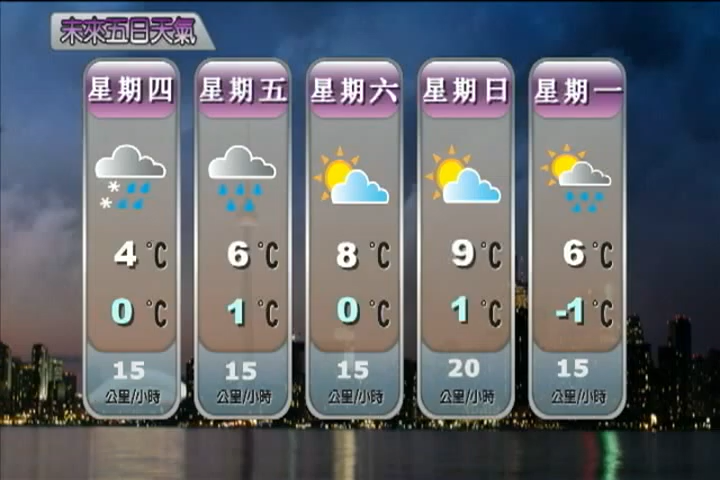 未來五日天氣
星期四 星期五 星期六 星期日 星期一
4°C 6°C 8°C 9°C 6°C
0°C 1°C 0°C 1°C -1°C
15 15 15 20 15
公里/小時 公里/小時 公里/小時 公里/小時 公里/小時